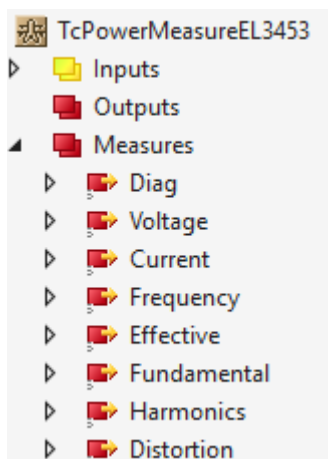 TcPowerMeasureEL3453
Inputs
Outputs
Measures
Diag
Voltage
Current
Frequency
Effective
Fundamental
Harmonics
Distortion